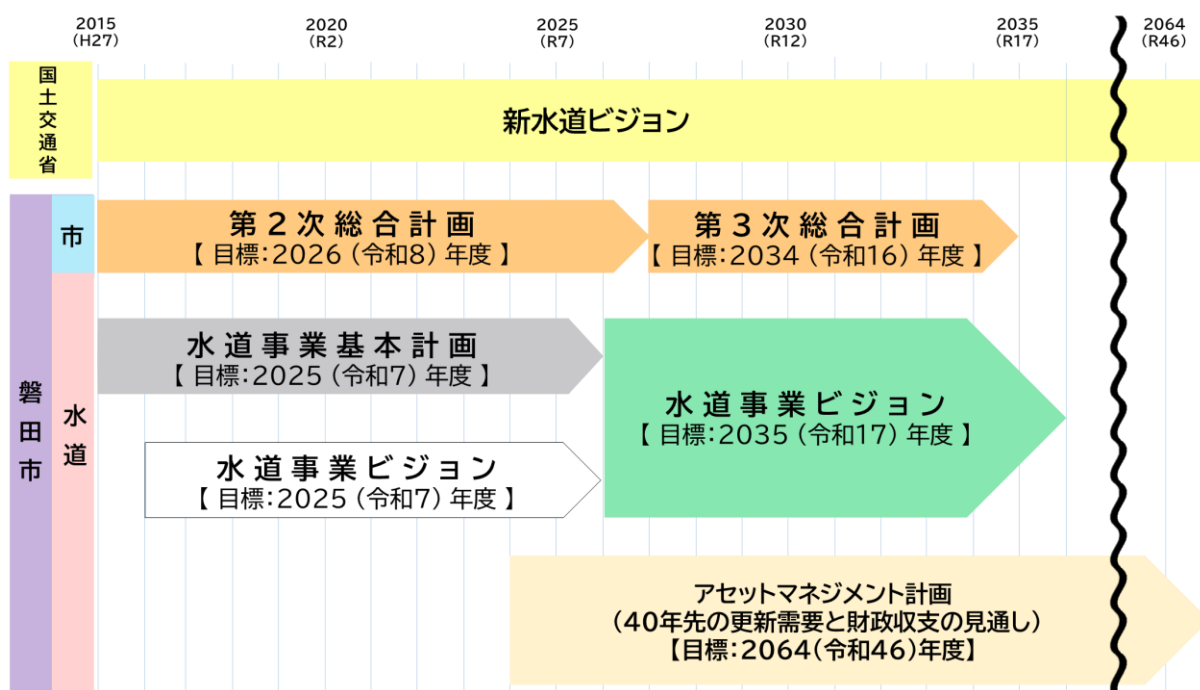 2015
(H27)
2020
(R2)
2025
(R7)
2030
(R12)
2035
(R17)
2064
(R46)
国土交通省
新水道ビジョン
磐田市
市
第2次総合計画
【 目標：2026（令和8）年度 】
第3次総合計画
【 目標：2034（令和16）年度 】
水道
水道事業基本計画
【 目標：2025（令和7）年度 】
水道事業ビジョン
【 目標：2035（令和17）年度 】
水道事業ビジョン
【 目標：2025（令和7）年度 】
アセットマネジメント計画
（40年先の更新需要と財政収支の見通し）
【目標：2064（令和46）年度】